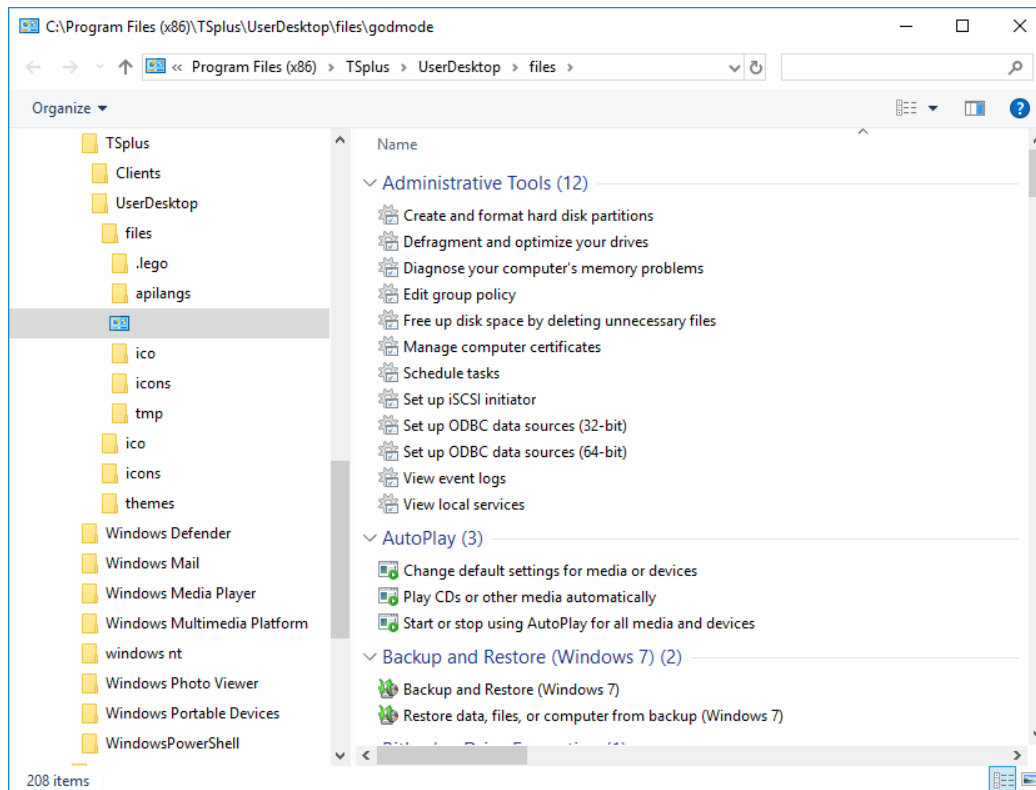 C:\Program Files (x86)\TSplus\UserDesktop\files\godmode
« Program Files (x86) › TSplus › UserDesktop › files ›
Organize
TSplus
Clients
UserDesktop
files
.lego
apilangs
ico
icons
tmp
ico
icons
themes
Windows Defender
Windows Mail
Windows Media Player
Windows Multimedia Platform
windows nt
Windows Photo Viewer
Windows Portable Devices
WindowsPowerShell
Name
Administrative Tools (12)
Create and format hard disk partitions
Defragment and optimize your drives
Diagnose your computer's memory problems
Edit group policy
Free up disk space by deleting unnecessary files
Manage computer certificates
Schedule tasks
Set up iSCSI initiator
Set up ODBC data sources (32-bit)
Set up ODBC data sources (64-bit)
View event logs
View local services
AutoPlay (3)
Change default settings for media or devices
Play CDs or other media automatically
Start or stop using AutoPlay for all media and devices
Backup and Restore (Windows 7) (2)
Backup and Restore (Windows 7)
Restore data, files, or computer from backup (Windows 7)
208 items